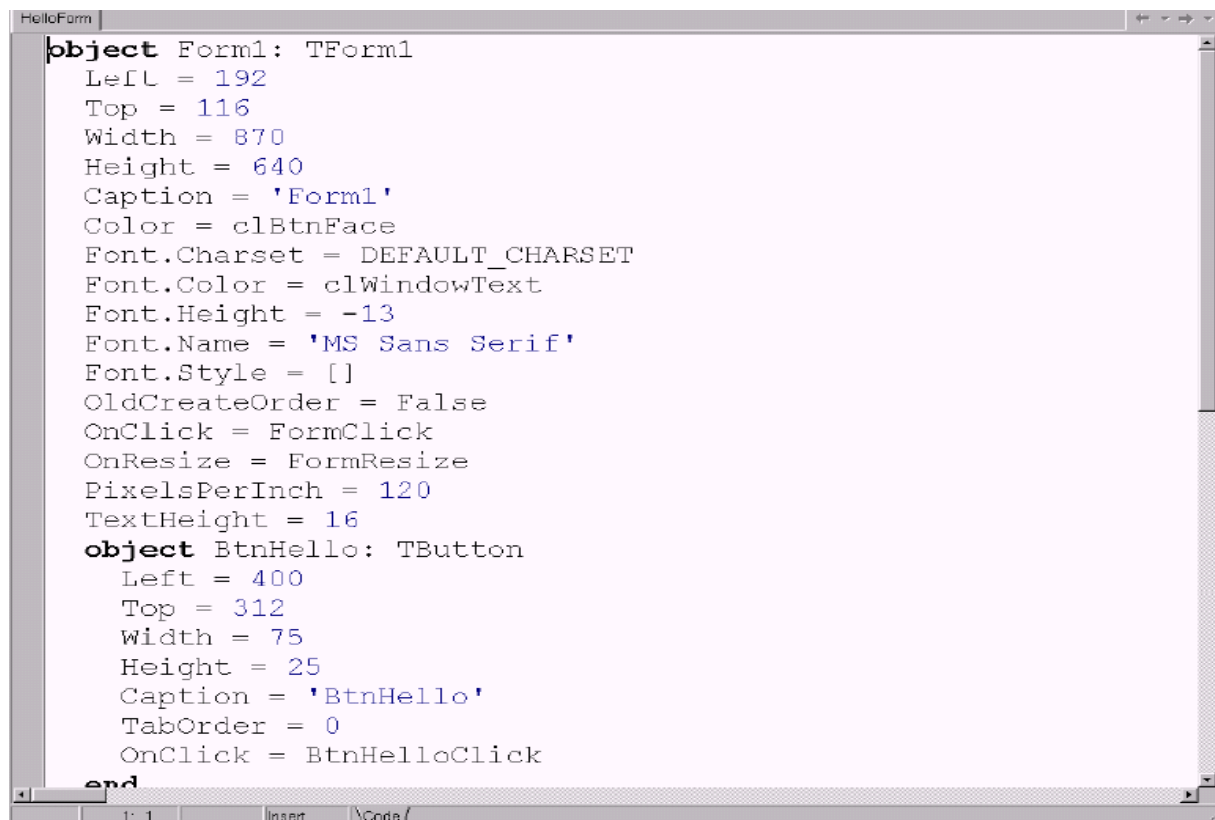 HelloForm
object Form1: TForm1
Left = 192
Top = 116
Width = 870
Height = 640
Caption = 'Form1'
Color = clBtnFace
Font.Charset = DEFAULT_CHARSET
Font.Color = clWindowText
Font.Height = -13
Font.Name = 'MS Sans Serif'
Font.Style = []
OldCreateOrder = False
OnClick = FormClick
OnResize = FormResize
PixelsPerInch = 120
TextHeight = 16
object BtnHello: TButton
Left = 400
Top = 312
Width = 75
Height = 25
Caption = 'BtnHello'
TabOrder = 0
OnClick = BtnHelloClick
end
1: 1 Insert \Code/